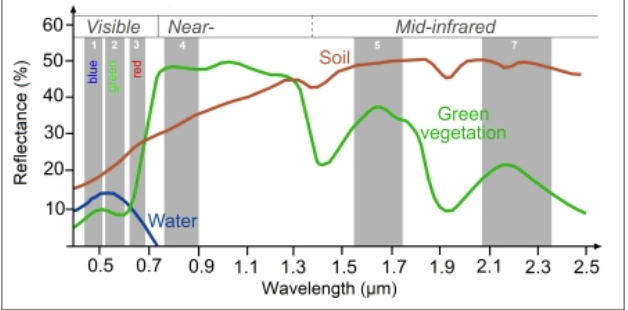 Visible Near- Mid-infrared
60
50
40
30
20
10
Reflectance (%)
1 2 3 4 5 7
blue
green
red
Soil
Green
vegetation
Water
0.5 0.7 0.9 1.1 1.3 1.5 1.7 1.9 2.1 2.3 2.5
Wavelength (µm)